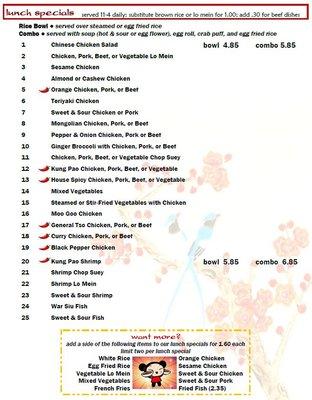 lunch specials served 11-4 daily; substitute brown rice or lo mein for 1.00; add .30 for beef dishes
Rice Bowl • served over steamed or egg fried rice
Combo • served with soup (hot & sour or egg flower), egg roll, crab puff, and egg fried rice
1 Chinese Chicken Salad bowl 4.85 combo 5.85
2 Chicken, Pork, Beef, or Vegetable Lo Mein
3 Sesame Chicken
4 Almond or Cashew Chicken
5 Orange Chicken, Pork, or Beef
6 Teriyaki Chicken
7 Sweet & Sour Chicken or Pork
8 Mongolian Chicken, Pork, or Beef
9 Pepper & Onion Chicken, Pork, or Beef
10 Ginger Broccoli with Chicken, Pork, or Beef
11 Chicken, Pork, Beef, or Vegetable Chop Suey
12 Kung Pao Chicken, Pork, Beef, or Vegetable
13 House Spicy Chicken, Pork, Beef, or Vegetable
14 Mixed Vegetables
15 Steamed or Stir-Fried Vegetables with Chicken
16 Moo Goo Chicken
17 General Tso Chicken, Pork, or Beef
18 Curry Chicken, Pork, or Beef
19 Black Pepper Chicken
20 Kung Pao Shrimp bowl 5.85 combo 6.85
21 Shrimp Chop Suey
22 Shrimp Lo Mein
23 Sweet & Sour Shrimp
24 War Siu Fish
25 Sweet & Sour Fish
want more?
add a side of the following items to our lunch specials for 1.60 each
limit two per lunch special
White Rice Orange Chicken
Egg Fried Rice Sesame Chicken
Vegetable Lo Mein Sweet & Sour Chicken
Mixed Vegetables Sweet & Sour Pork
French Fries Fried Fish (2.35)